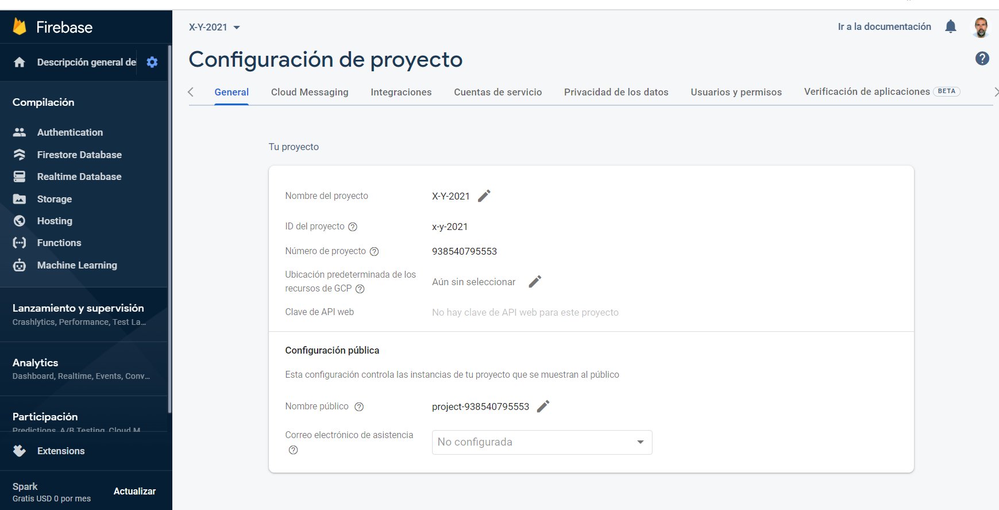 Firebase
Descripción general de
Compilación
Authentication
Firestore Database
Realtime Database
Storage
Hosting
Functions
Machine Learning
Lanzamiento y supervisión
Crashlytics, Performance, Test La...
Analytics
Dashboard, Realtime, Events, Conv...
Participación
Predictions, A/B Testing, Cloud M
Extensions
Spark
Gratis USD 0 por mes
Actualizar
X-Y-2021
Ir a la documentación
Configuración de proyecto
General
Cloud Messaging
Integraciones
Cuentas de servicio
Privacidad de los datos
Usuarios y permisos
Verificación de aplicaciones BETA
Tu proyecto
Nombre del proyecto X-Y-2021
ID del proyecto x-y-2021
Número de proyecto 938540795553
Ubicación predeterminada de los
recursos de GCP
Aún sin seleccionar
Clave de API web No hay clave de API web para este proyecto
Configuración pública
Esta configuración controla las instancias de tu proyecto que se muestran al público
Nombre público project-938540795553
Correo electrónico de asistencia
No configurada